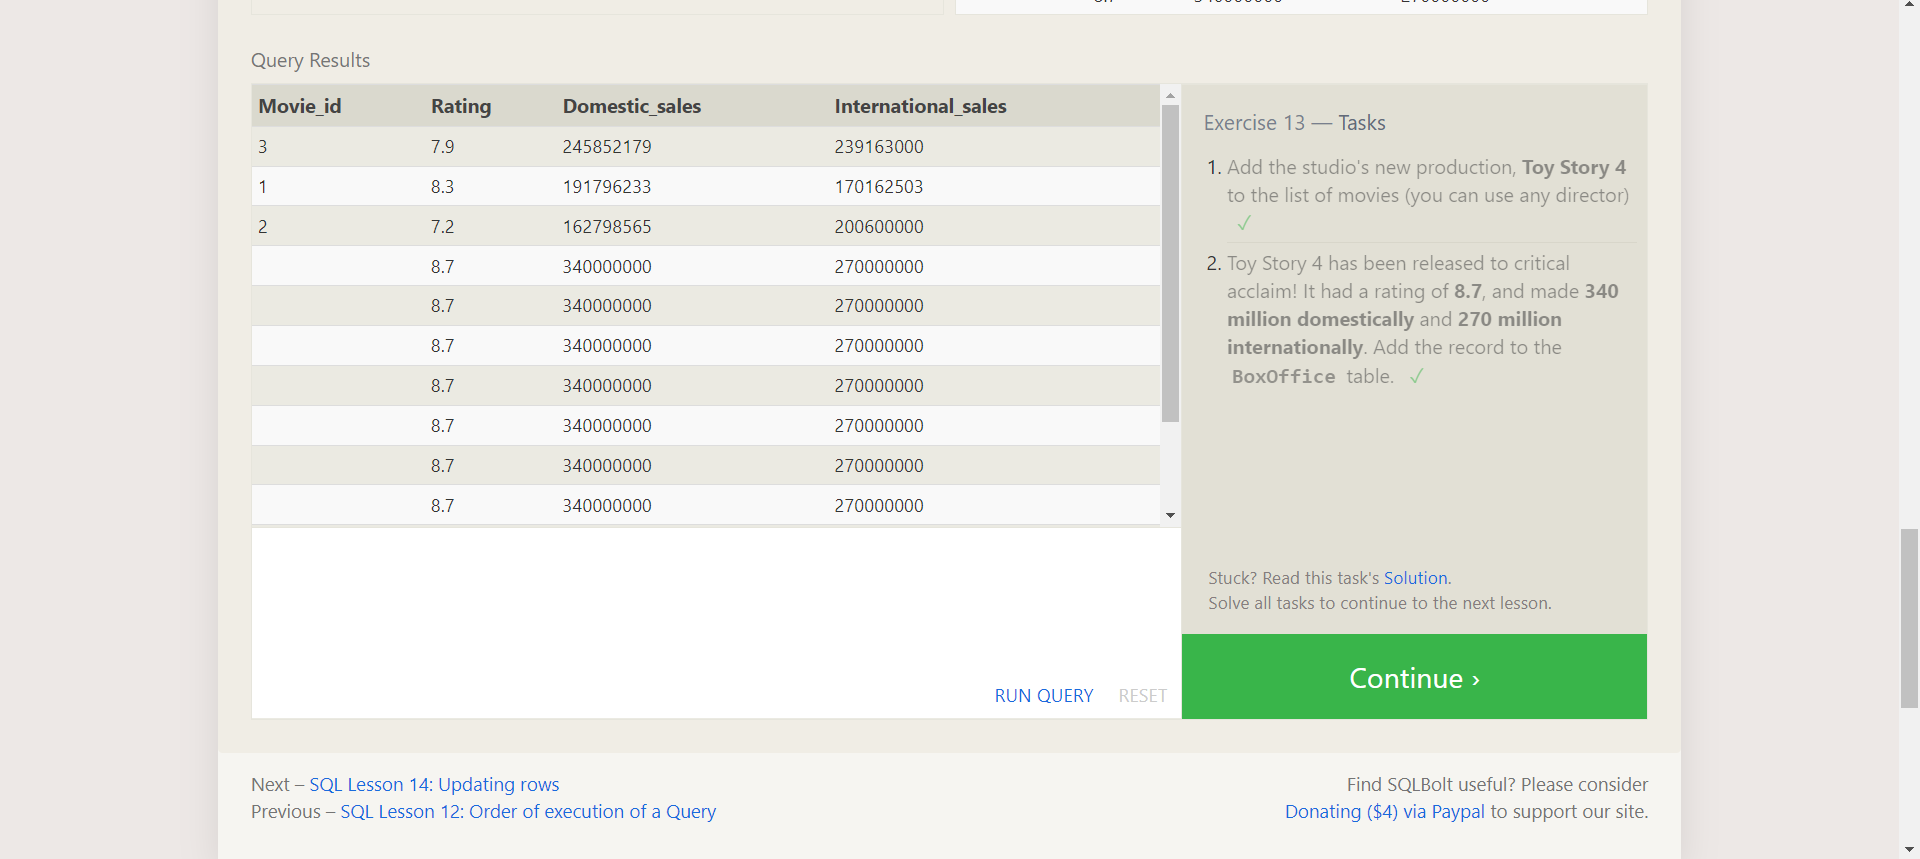 Query Results
Movie_id Rating Domestic_sales International_sales
3 7.9 245852179 239163000
1 8.3 191796233 170162503
2 7.2 162798565 200600000
8.7 340000000 270000000
8.7 340000000 270000000
8.7 340000000 270000000
8.7 340000000 270000000
8.7 340000000 270000000
8.7 340000000 270000000
8.7 340000000 270000000
RUN QUERY RESET
Exercise 13 — Tasks
1. Add the studio's new production, Toy Story 4
to the list of movies (you can use any director)
✓
2. Toy Story 4 has been released to critical
acclaim! It had a rating of 8.7, and made 340
million domestically and 270 million
internationally. Add the record to the
BoxOffice table. ✓
Stuck? Read this task's Solution.
Solve all tasks to continue to the next lesson.
Continue ›
Next – SQL Lesson 14: Updating rows
Previous – SQL Lesson 12: Order of execution of a Query
Find SQLBolt useful? Please consider
Donating ($4) via Paypal to support our site.